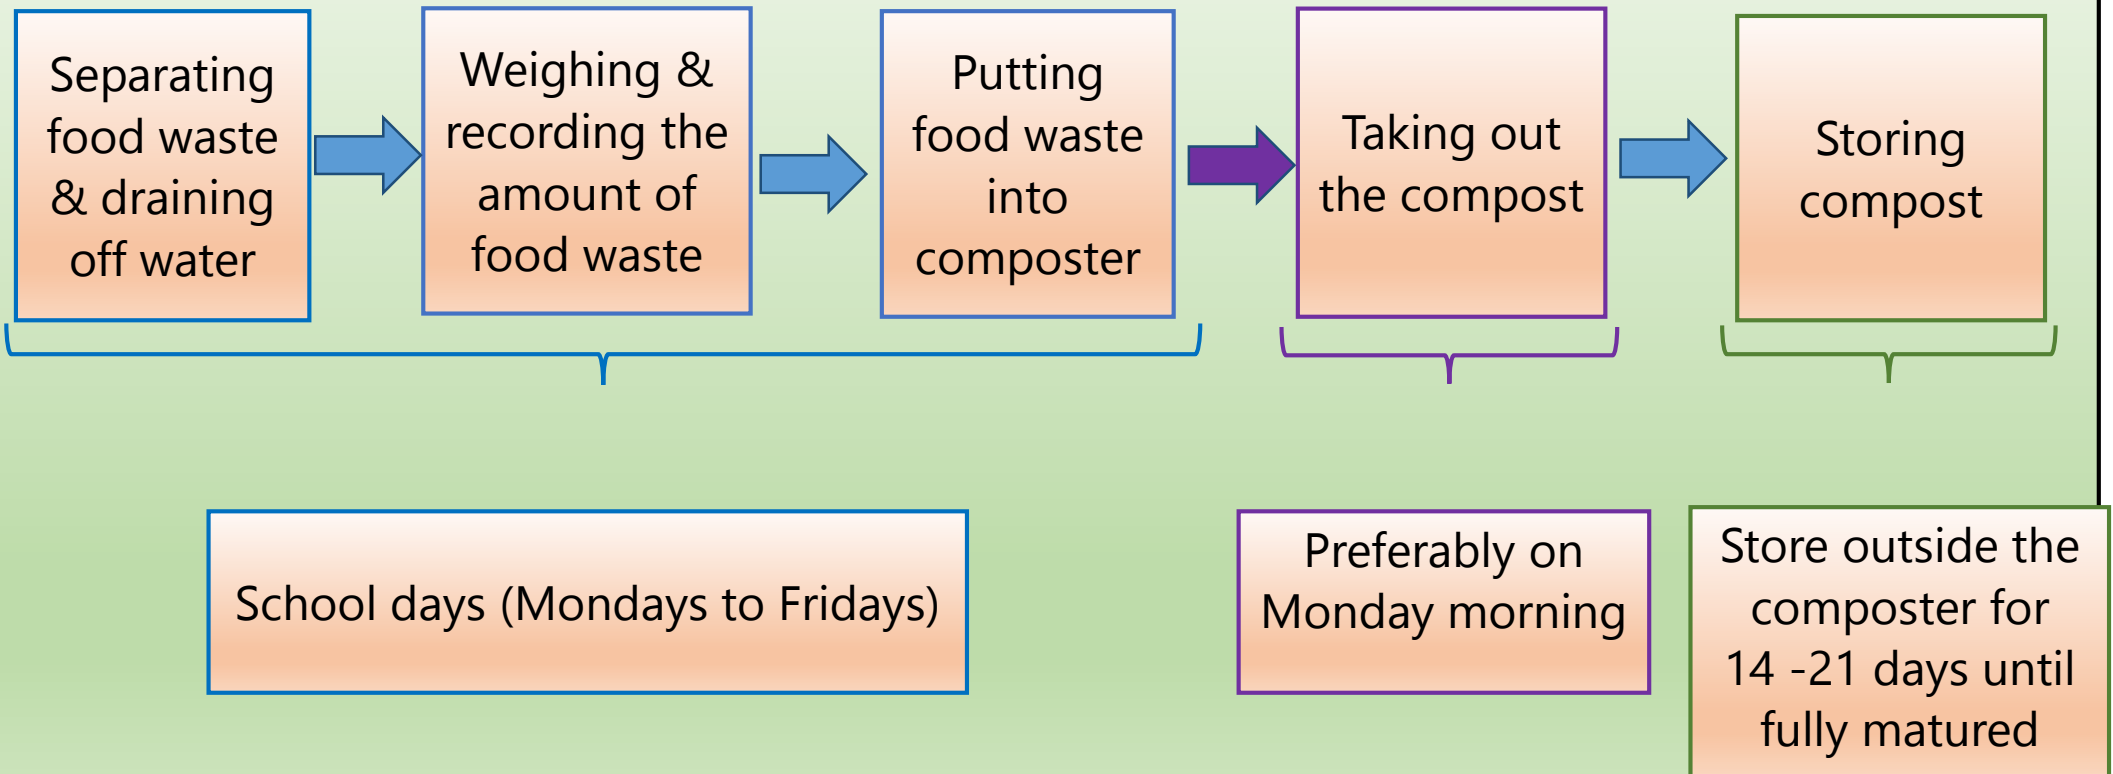 Separating
food waste
& draining
off water
Weighing &
recording the
amount of
food waste
Putting
food waste
into
composter
Taking out
the compost
Storing
compost
School days (Mondays to Fridays)
Preferably on
Monday morning
Store outside the
composter for
14 -21 days until
fully matured